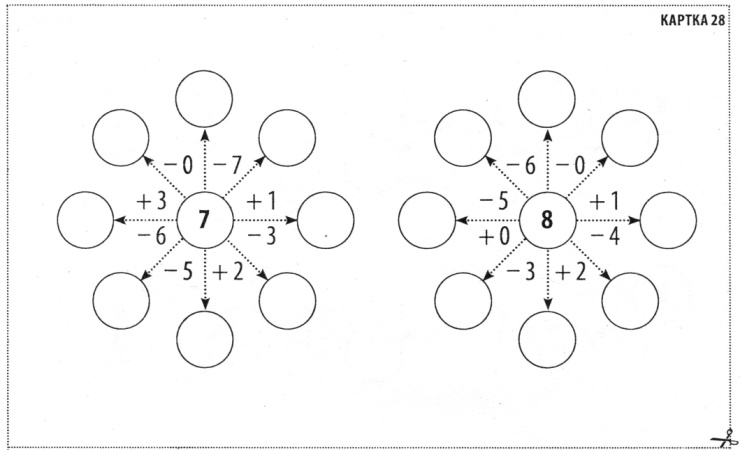 КАРТКА 28
− 0 − 7 − 6 − 0
+ 3 + 1 − 5 + 1
7 8
− 6 − 3 + 0 − 4
− 5 + 2 − 3 + 2